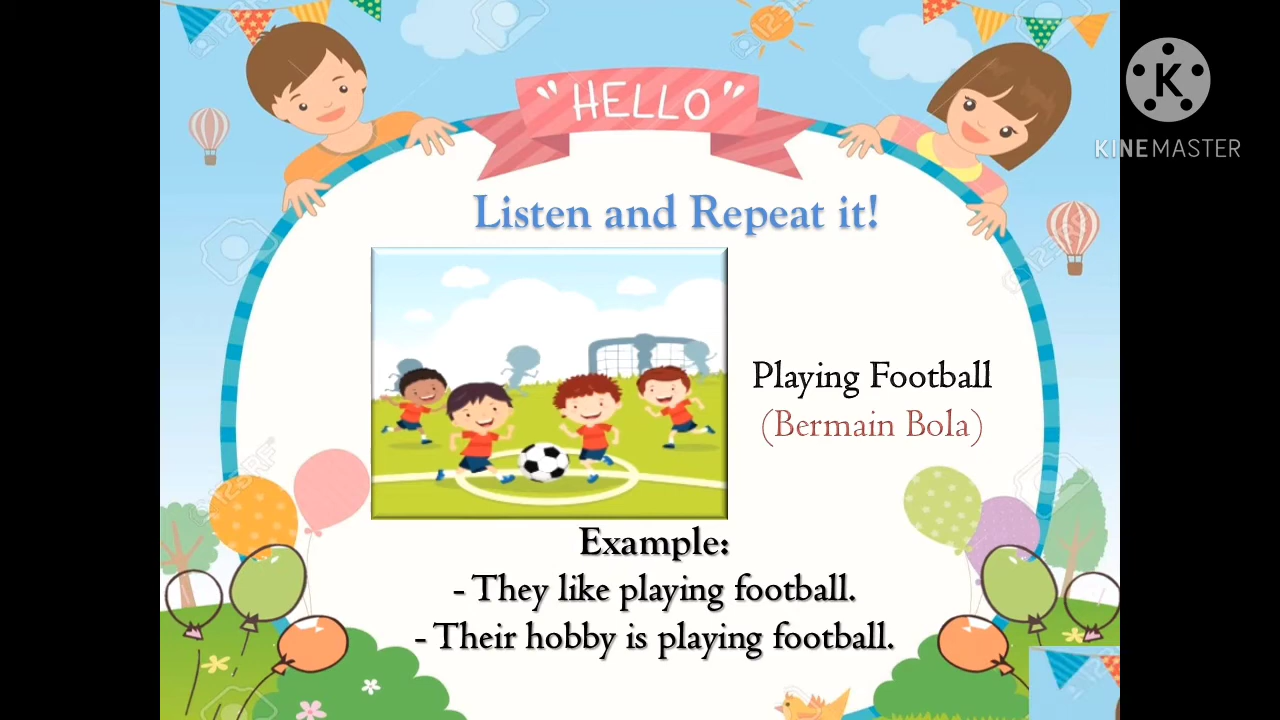 "HELLO"
KINEMASTER
Listen and Repeat it!
Playing Football
(Bermain Bola)
Example:
- They like playing football.
- Their hobby is playing football.